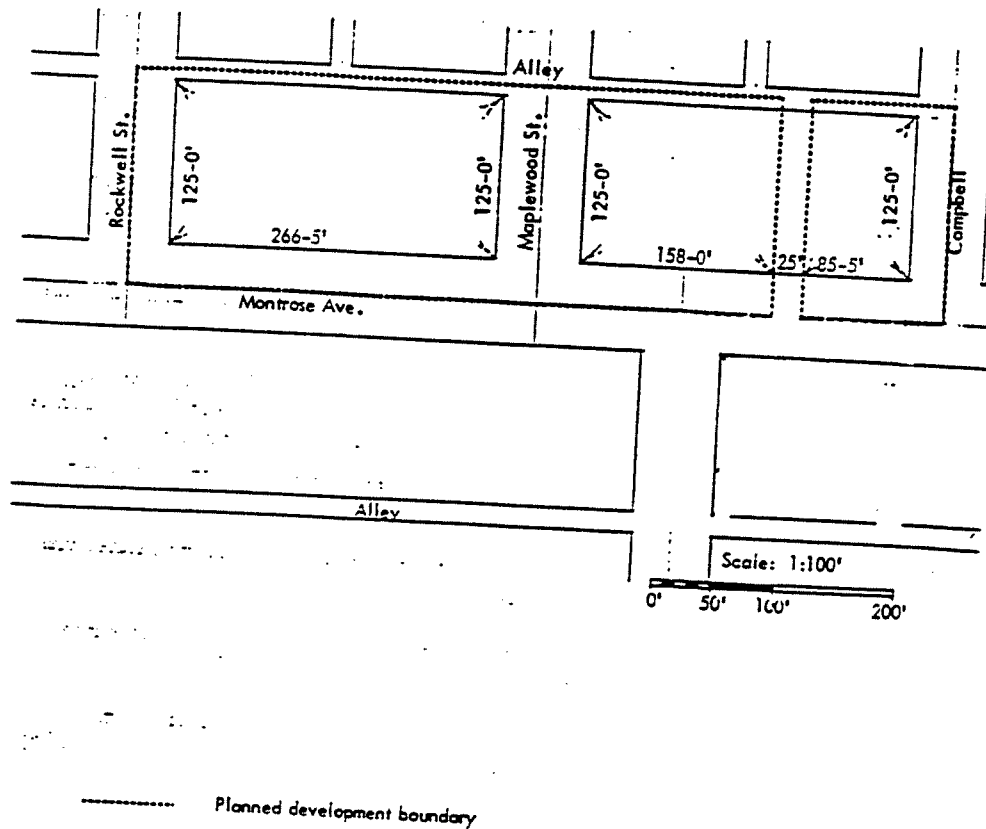 Alley
Rockwell St.
125-0'
125-0'
Maplewood St.
125-0'
125-0'
Campbell
266-5'
158-0'
25'
85-5'
Montrose Ave.
Alley
Scale: 1:100'
0' 50' 100' 200'
Planned development boundary